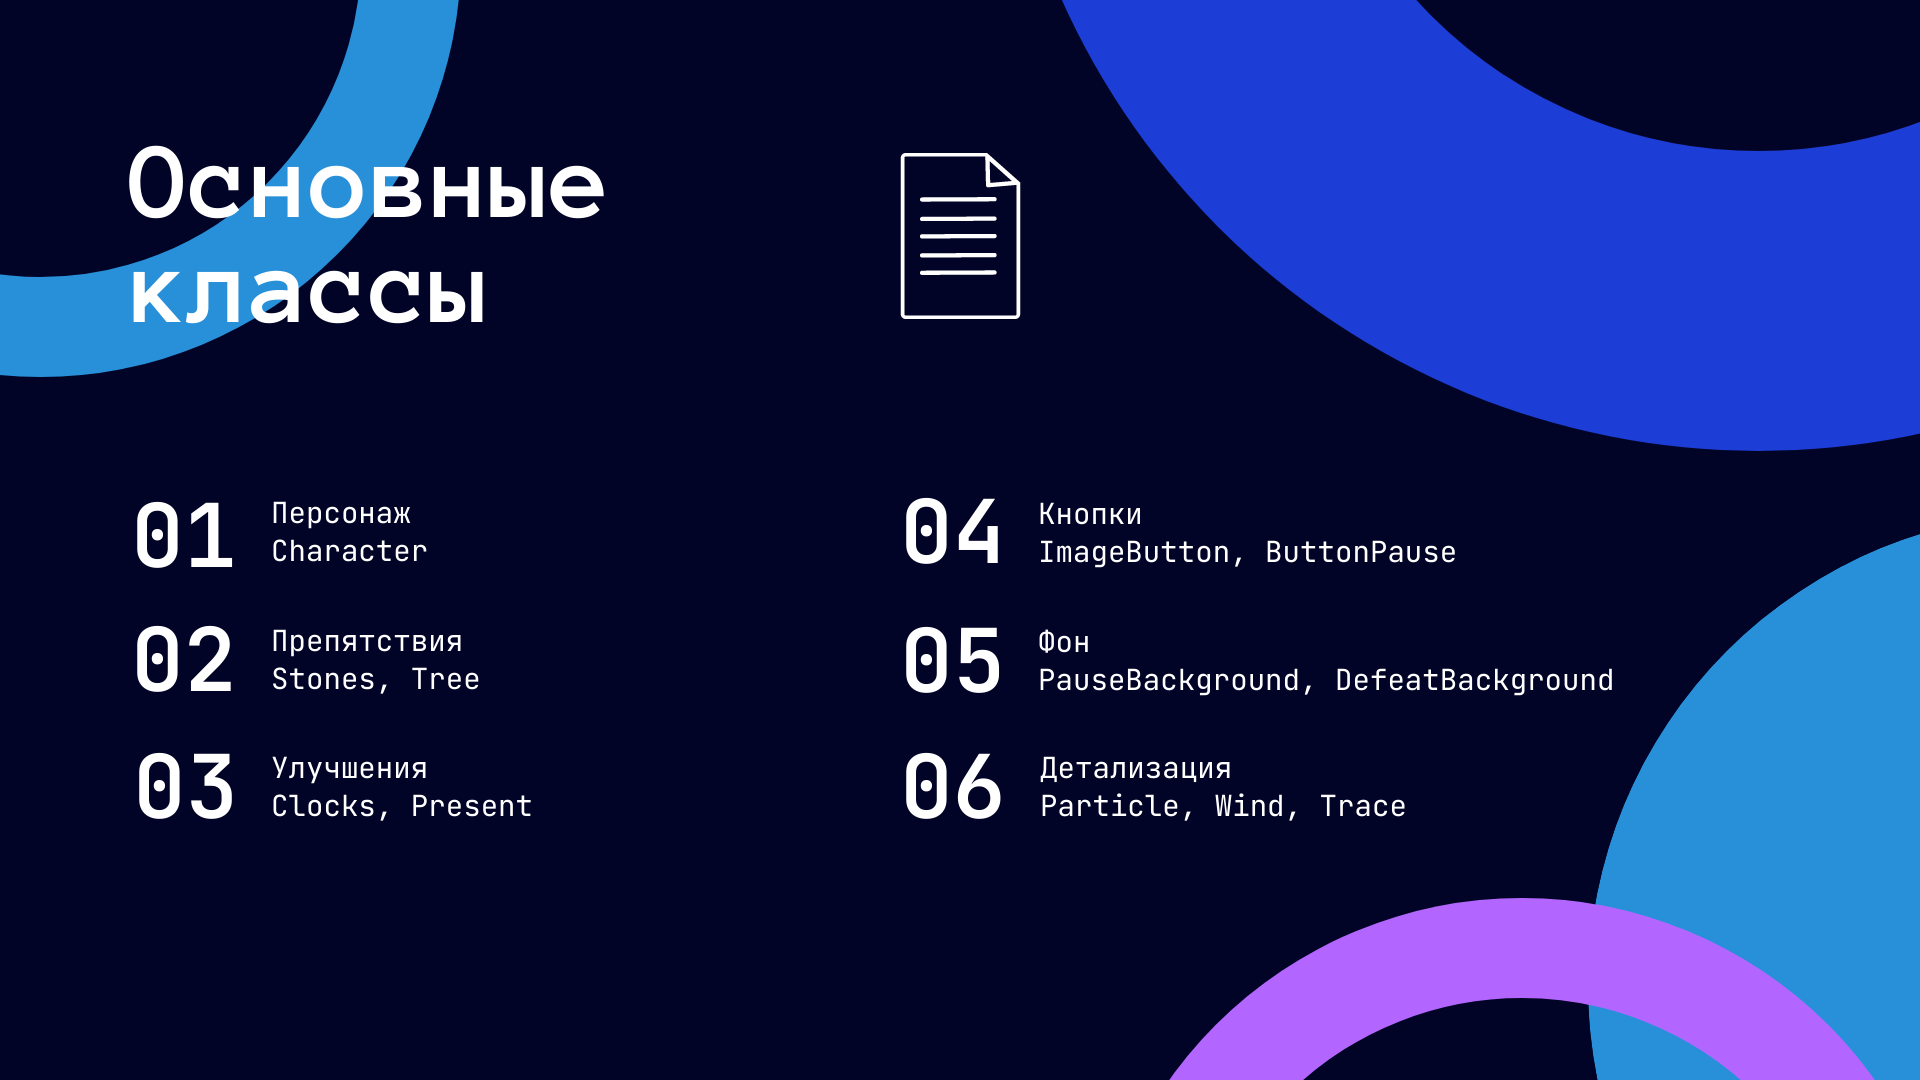 Основные
классы
01
Персонаж
Character
02
Препятствия
Stones, Tree
03
Улучшения
Clocks, Present
04
Кнопки
ImageButton, ButtonPause
05
Фон
PauseBackground, DefeatBackground
06
Детализация
Particle, Wind, Trace